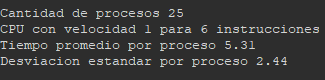 Cantidad de procesos 25
CPU con velocidad 1 para 6 instrucciones
Tiempo promedio por proceso 5.31
Desviacion estandar por proceso 2.44